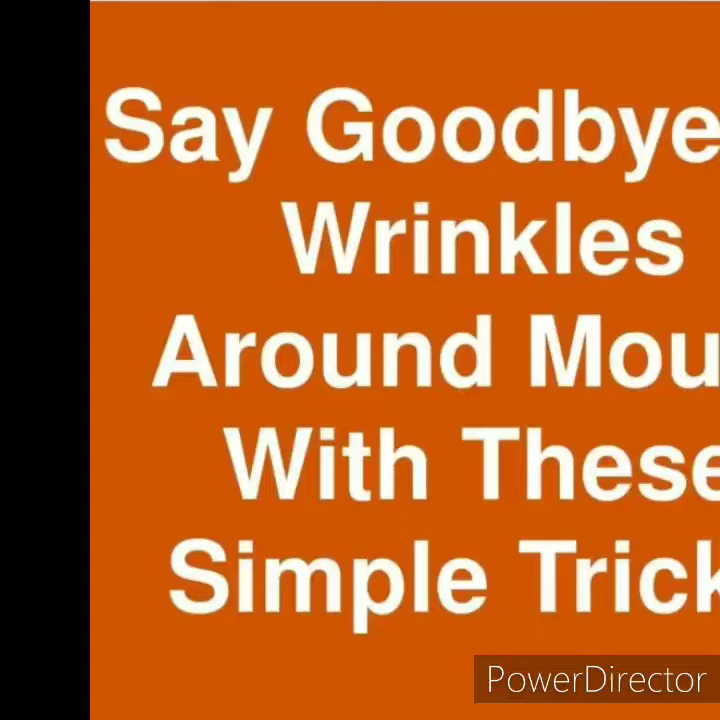 Say Goodbye
Wrinkles
Around Mou
With These
Simple Trick
PowerDirector